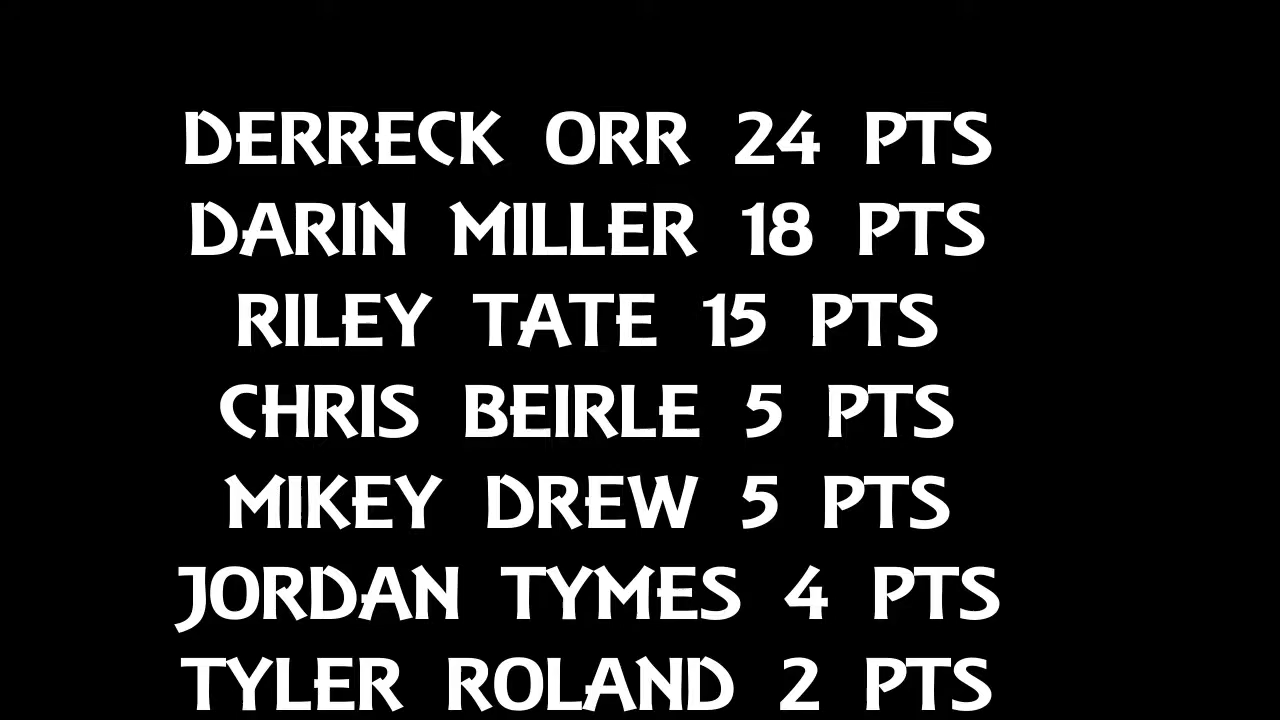 DERRECK ORR 24 PTS
DARIN MILLER 18 PTS
RILEY TATE 15 PTS
CHRIS BEIRLE 5 PTS
MIKEY DREW 5 PTS
JORDAN TYMES 4 PTS
TYLER ROLAND 2 PTS